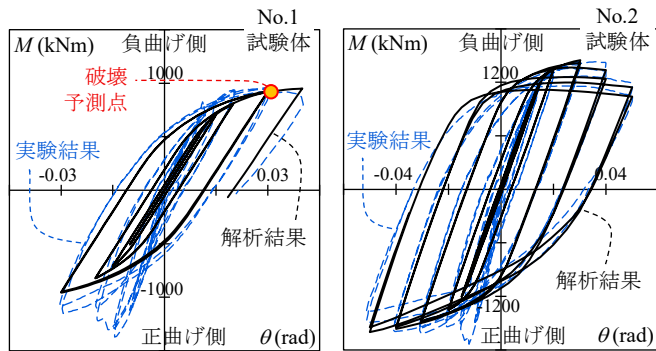 No.1
試験体
M (kNm)
負曲げ側
1000
破壊
予測点
実験結果
-0.03
0.03
解析結果
-1000
正曲げ側
θ (rad)
No.2
試験体
M (kNm)
負曲げ側
1200
実験結果
-0.04
0.04
解析結果
-1200
正曲げ側
θ (rad)